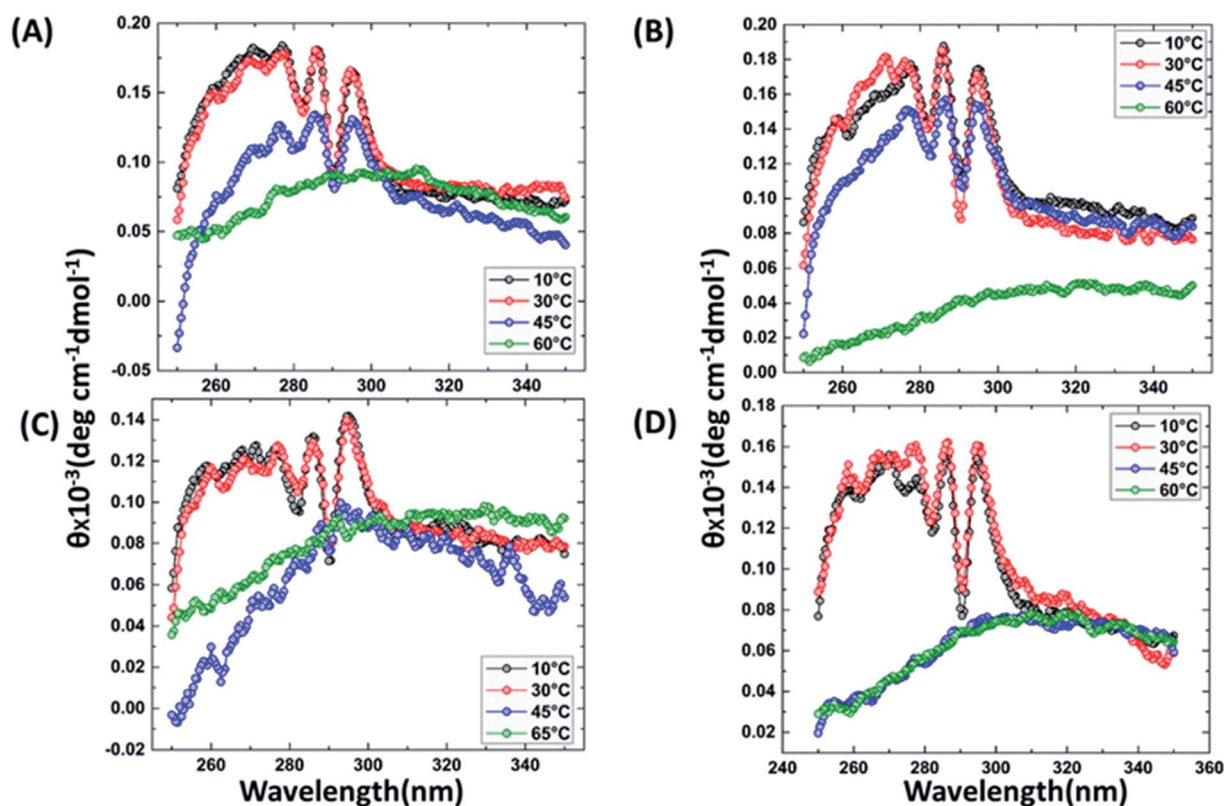 (A)
0.20
0.15
0.10
0.05
0.00
-0.05
260 280 300 320 340
10°C
30°C
45°C
60°C
(B)
0.20
0.18
0.16
0.14
0.12
0.10
0.08
0.06
0.04
0.02
0.00
260 280 300 320 340
10°C
30°C
45°C
60°C
θx10⁻³(deg cm⁻¹dmol⁻¹
θx10⁻³(deg cm⁻¹dmol⁻¹
(C)
0.14
0.12
0.10
0.08
0.06
0.04
0.02
0.00
-0.02
260 280 300 320 340
10°C
30°C
45°C
65°C
Wavelength(nm)
(D)
0.18
0.16
0.14
0.12
0.10
0.08
0.06
0.04
0.02
240 260 280 300 320 340 360
10°C
30°C
45°C
60°C
Wavelength(nm)